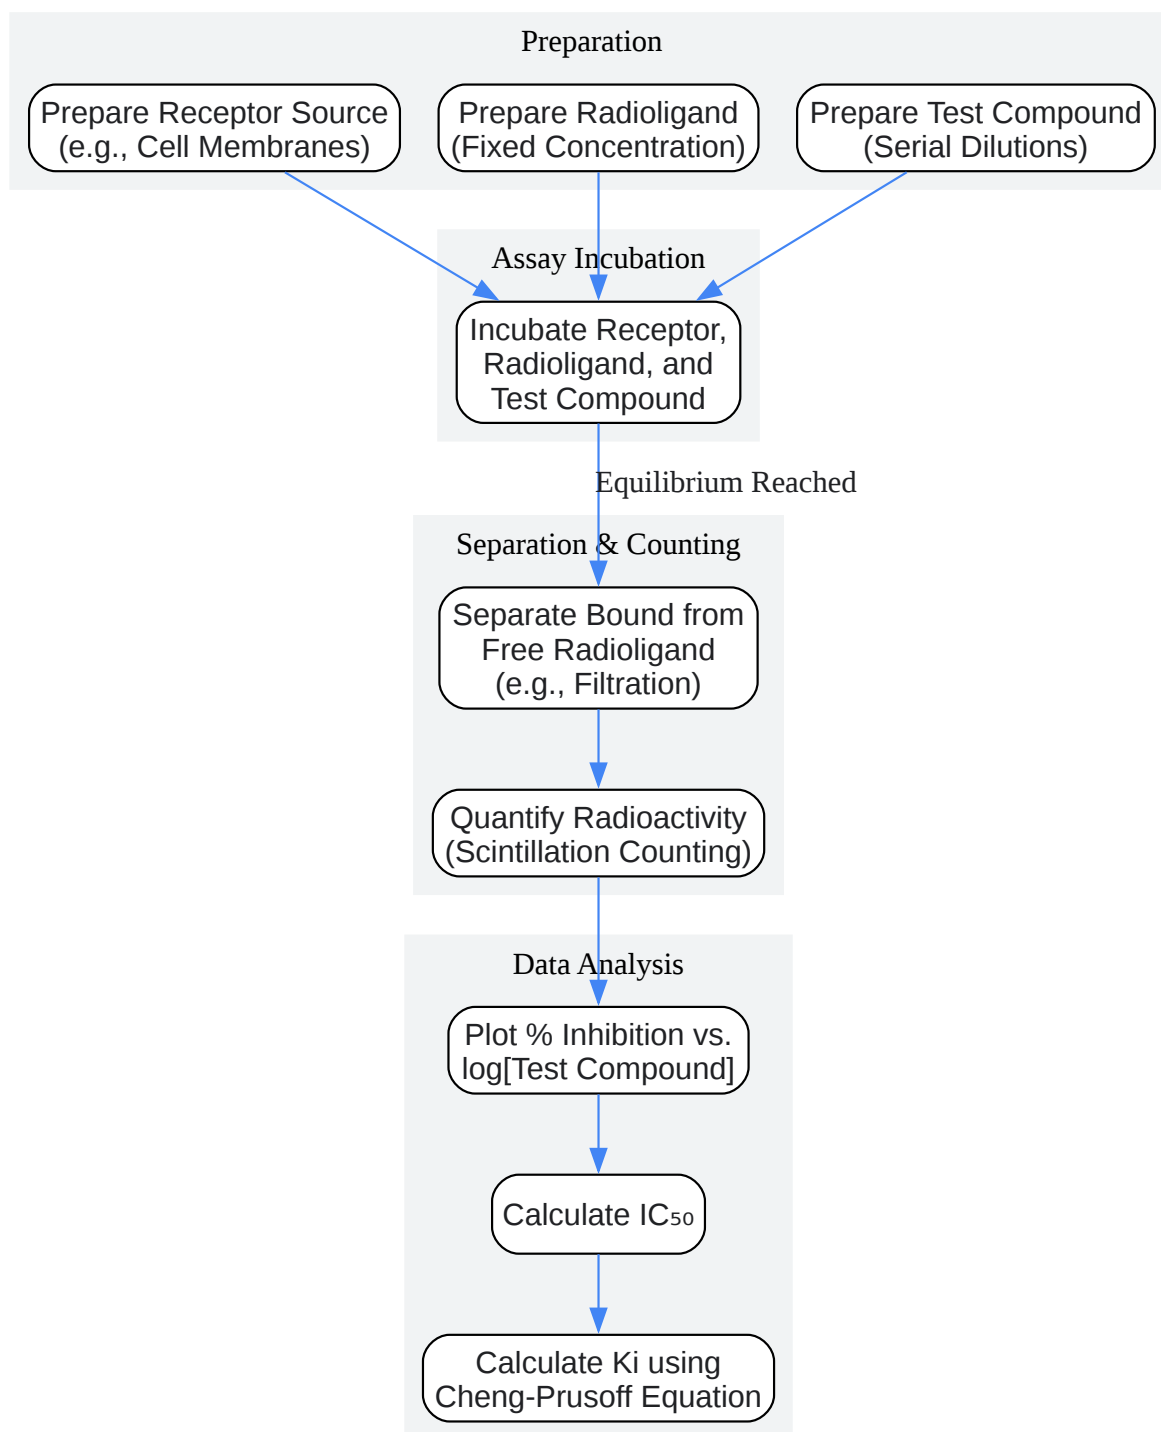 Preparation
Prepare Receptor Source
(e.g., Cell Membranes)
Prepare Radioligand
(Fixed Concentration)
Prepare Test Compound
(Serial Dilutions)
Assay Incubation
Incubate Receptor,
Radioligand, and
Test Compound
Equilibrium Reached
Separation & Counting
Separate Bound from
Free Radioligand
(e.g., Filtration)
Quantify Radioactivity
(Scintillation Counting)
Data Analysis
Plot % Inhibition vs.
log[Test Compound]
Calculate IC₅₀
Calculate Ki using
Cheng-Prusoff Equation